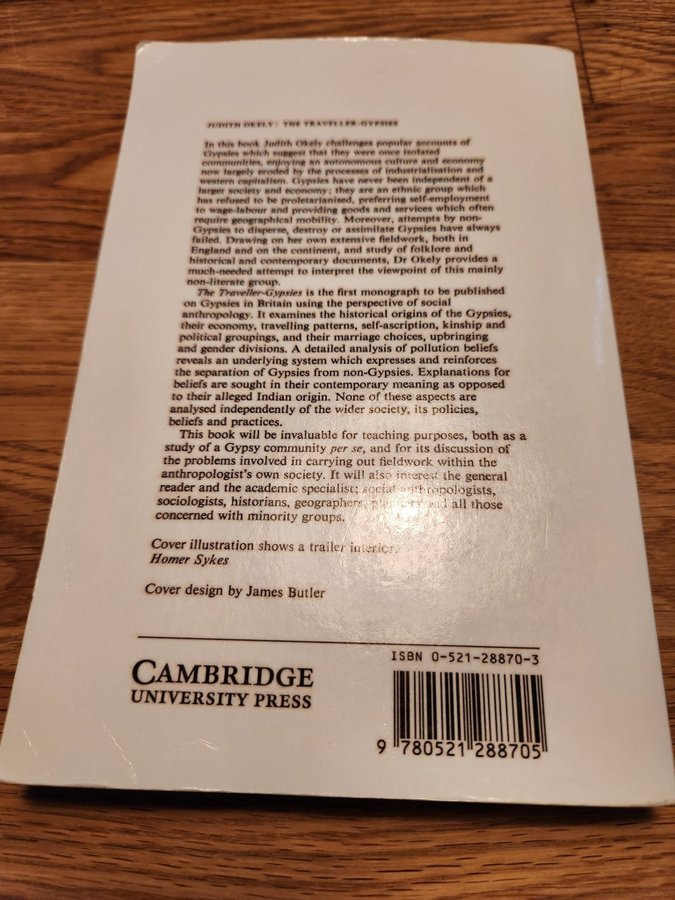 JUDITH OKELY: THE TRAVELLER-GYPSIES
In this book Judith Okely challenges popular accounts of
Gypsies which suggest that they were once isolated
communities, enjoying an autonomous culture and economy
now largely eroded by the processes of industrialisation and
western capitalism. Gypsies have never been independent of a
larger society and economy; they are an ethnic group which
has refused to be proletarianised, preferring self-employment
to wage-labour and providing goods and services which often
require geographical mobility. Moreover, attempts by non-
Gypsies to disperse, destroy or assimilate Gypsies have always
failed. Drawing on her own extensive fieldwork, both in
England and on the continent, and study of folklore and
historical and contemporary documents, Dr Okely provides a
much-needed attempt to interpret the viewpoint of this mainly
non-literate group.
The Traveller-Gypsies is the first monograph to be published
on Gypsies in Britain using the perspective of social
anthropology. It examines the historical origins of the Gypsies,
their economy, travelling patterns, self-ascription, kinship and
political groupings, and their marriage choices, upbringing
and gender divisions. A detailed analysis of pollution beliefs
reveals an underlying system which expresses and reinforces
the separation of Gypsies from non-Gypsies. Explanations for
beliefs are sought in their contemporary meaning as opposed
to their alleged Indian origin. None of these aspects are
analysed independently of the wider society, its policies,
beliefs and practices.
This book will be invaluable for teaching purposes, both as a
study of a Gypsy community per se, and for its discussion of
the problems involved in carrying out fieldwork within the
anthropologist's own society. It will also interest the general
reader and the academic specialist; social anthropologists,
sociologists, historians, geographers, all those
concerned with minority groups.
Cover illustration shows a trailer interior.
Homer Sykes
Cover design by James Butler
CAMBRIDGE
UNIVERSITY PRESS
ISBN 0-521-28870-3
9 780521 288705